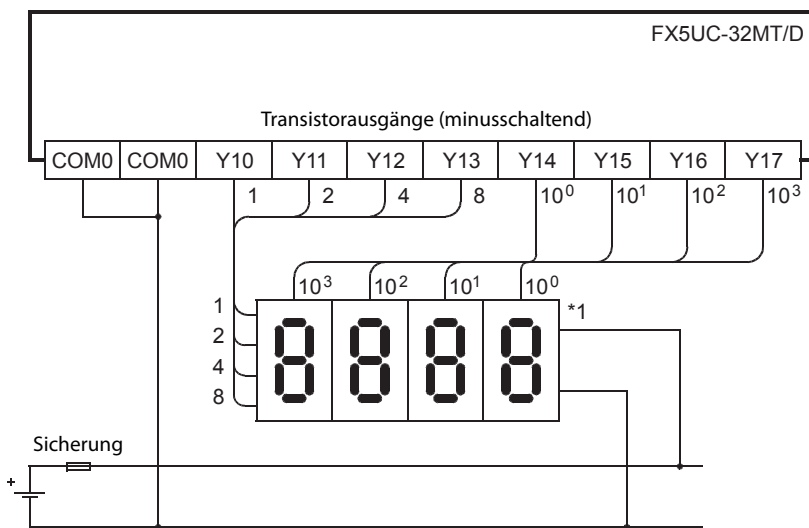 FX5UC-32MT/D
Transistorausgänge (minusschaltend)
COM0 COM0 Y10 Y11 Y12 Y13 Y14 Y15 Y16 Y17
1 2 4 8 10⁰ 10¹ 10² 10³
10³ 10² 10¹ 10⁰
*1
1
2
4
8
Sicherung
+